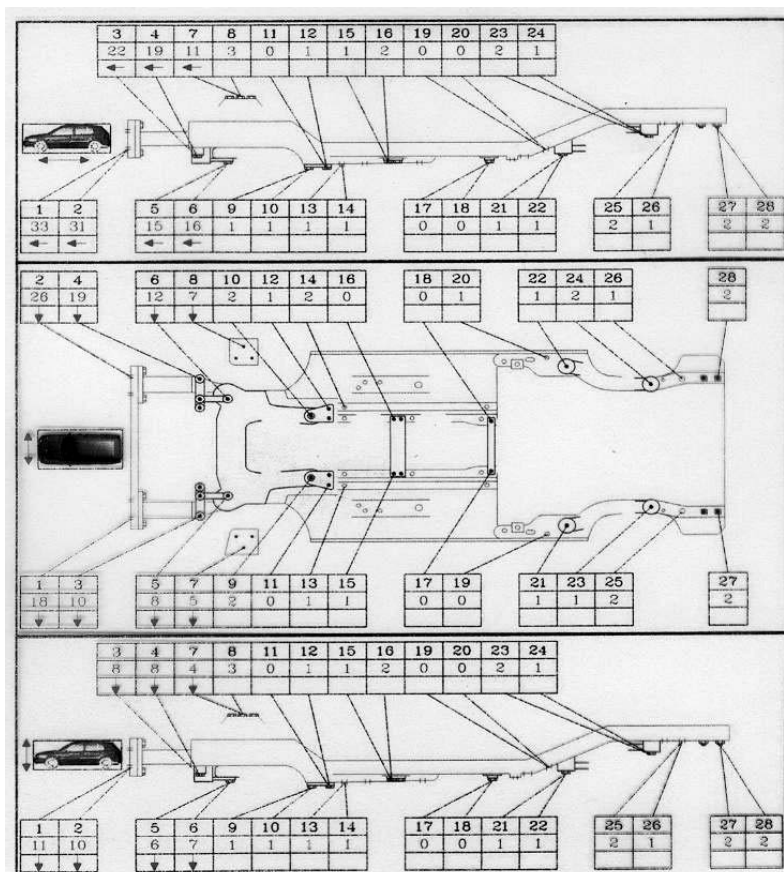 3 4 7 8 11 12 15 16 19 20 23 24
22 19 11 3 0 1 1 2 0 0 2 1
← ← ←
1 2 5 6 9 10 13 14 17 18 21 22 25 26 27 28
33 31 15 16 1 1 1 1 0 0 1 1 2 1 2 2
← ← ← ←
2 4 6 8 10 12 14 16 18 20 22 24 26 28
26 19 12 7 2 1 2 0 0 1 1 2 1 2
↓ ↓ ↓ ↓
1 3 5 7 9 11 13 15 17 19 21 23 25 27
18 10 8 5 2 0 1 1 0 0 1 1 2 2
↓ ↓ ↓ ↓
3 4 7 8 11 12 15 16 19 20 23 24
8 8 4 3 0 1 1 2 0 0 2 1
↓ ↓ ↓
1 2 5 6 9 10 13 14 17 18 21 22 25 26 27 28
11 10 6 7 1 1 1 1 0 0 1 1 2 1 2 2
↓ ↓ ↓ ↓